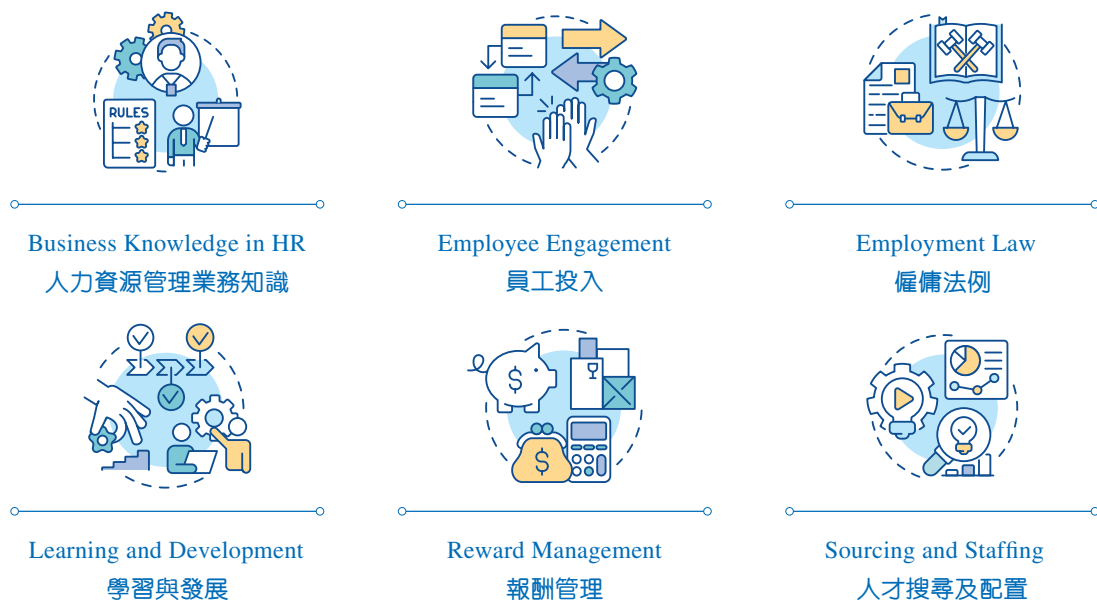 RULES
Business Knowledge in HR
人力資源管理業務知識
Employee Engagement
員工投入
Employment Law
僱傭法例
$
$
Learning and Development
學習與發展
Reward Management
報酬管理
Sourcing and Staffing
人才搜尋及配置